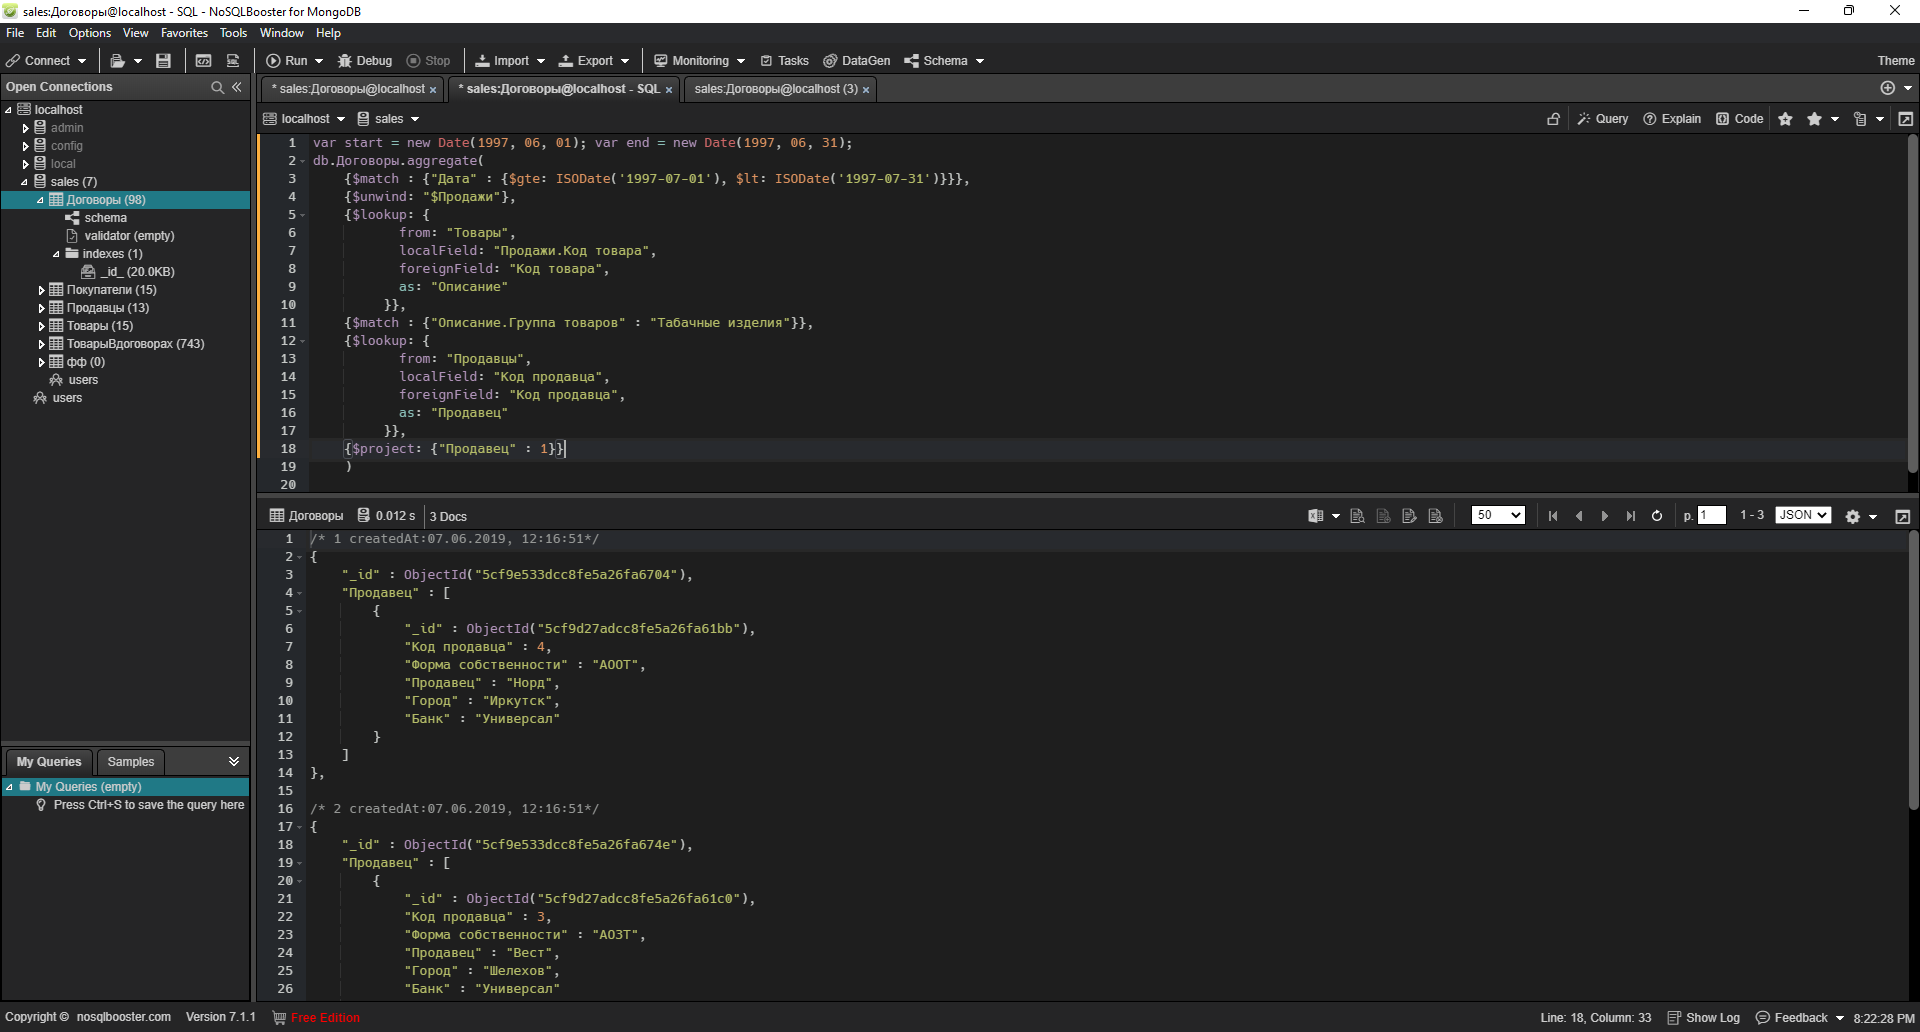 sales:Договоры@localhost - SQL - NoSQLBooster for MongoDB
File Edit Options View Favorites Tools Window Help
Connect Run Debug Stop Import Export Monitoring Tasks DataGen Schema Theme
Open Connections
localhost
admin
config
local
sales (7)
Договоры (98)
schema
validator (empty)
indexes (1)
_id_ (20.0KB)
Покупатели (15)
Продавцы (13)
Товары (15)
ТоварыВдоговорах (743)
фф (0)
users
users
My Queries Samples
My Queries (empty)
Press Ctrl+S to save the query here
* sales:Договоры@localhost × * sales:Договоры@localhost - SQL × sales:Договоры@localhost (3) ×
localhost sales Query Explain Code
1 var start = new Date(1997, 06, 01); var end = new Date(1997, 06, 31);
2 db.Договоры.aggregate(
3 {$match : {"Дата" : {$gte: ISODate('1997-07-01'), $lt: ISODate('1997-07-31')}}},
4 {$unwind: "$Продажи"},
5 {$lookup: {
6 from: "Товары",
7 localField: "Продажи.Код товара",
8 foreignField: "Код товара",
9 as: "Описание"
10 }},
11 {$match : {"Описание.Группа товаров" : "Табачные изделия"}},
12 {$lookup: {
13 from: "Продавцы",
14 localField: "Код продавца",
15 foreignField: "Код продавца",
16 as: "Продавец"
17 }},
18 {$project: {"Продавец" : 1}}
19 )
20
Договоры 0.012 s 3 Docs 50 p. 1 1 - 3 JSON
1 /* 1 createdAt:07.06.2019, 12:16:51*/
2 {
3 "_id" : ObjectId("5cf9e533dcc8fe5a26fa6704"),
4 "Продавец" : [
5 {
6 "_id" : ObjectId("5cf9d27adcc8fe5a26fa61bb"),
7 "Код продавца" : 4,
8 "Форма собственности" : "АООТ",
9 "Продавец" : "Норд",
10 "Город" : "Иркутск",
11 "Банк" : "Универсал"
12 }
13 ]
14 },
15
16 /* 2 createdAt:07.06.2019, 12:16:51*/
17 {
18 "_id" : ObjectId("5cf9e533dcc8fe5a26fa674e"),
19 "Продавец" : [
20 {
21 "_id" : ObjectId("5cf9d27adcc8fe5a26fa61c0"),
22 "Код продавца" : 3,
23 "Форма собственности" : "АОЗТ",
24 "Продавец" : "Вест",
25 "Город" : "Шелехов",
26 "Банк" : "Универсал"
Copyright © nosqlbooster.com Version 7.1.1 Free Edition Line: 18, Column: 33 Show Log Feedback 8:22:28 PM